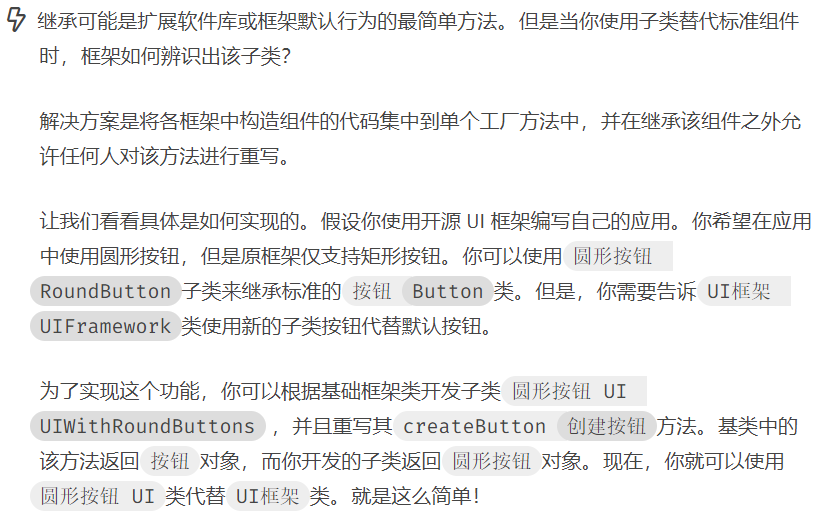 继承可能是扩展软件库或框架默认行为的最简单方法。但是当你使用子类替代标准组件
时，框架如何辨识出该子类？
解决方案是将各框架中构造组件的代码集中到单个工厂方法中，并在继承该组件之外允
许任何人对该方法进行重写。
让我们看看具体是如何实现的。假设你使用开源 UI 框架编写自己的应用。你希望在应用
中使用圆形按钮，但是原框架仅支持矩形按钮。你可以使用 圆形按钮
RoundButton 子类来继承标准的 按钮 Button 类。但是，你需要告诉 UI框架
UIFramework 类使用新的子类按钮代替默认按钮。
为了实现这个功能，你可以根据基础框架类开发子类 圆形按钮 UI
UIWithRoundButtons ，并且重写其 createButton 创建按钮 方法。基类中的
该方法返回 按钮 对象，而你开发的子类返回 圆形按钮 对象。现在，你就可以使用
圆形按钮 UI 类代替 UI框架 类。就是这么简单！